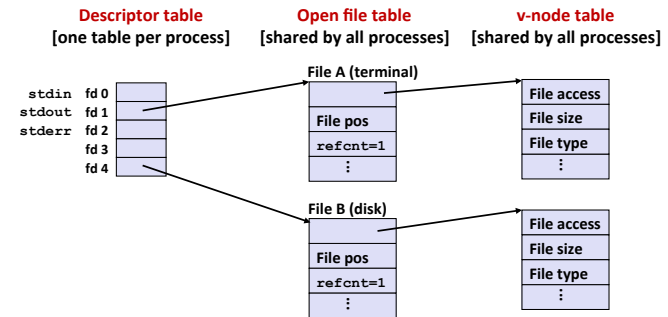 Descriptor table
[one table per process]
Open file table
[shared by all processes]
v-node table
[shared by all processes]
stdin fd 0
stdout fd 1
stderr fd 2
fd 3
fd 4
File A (terminal)
File pos
refcnt=1
⋮
File access
File size
File type
⋮
File B (disk)
File pos
refcnt=1
⋮
File access
File size
File type
⋮